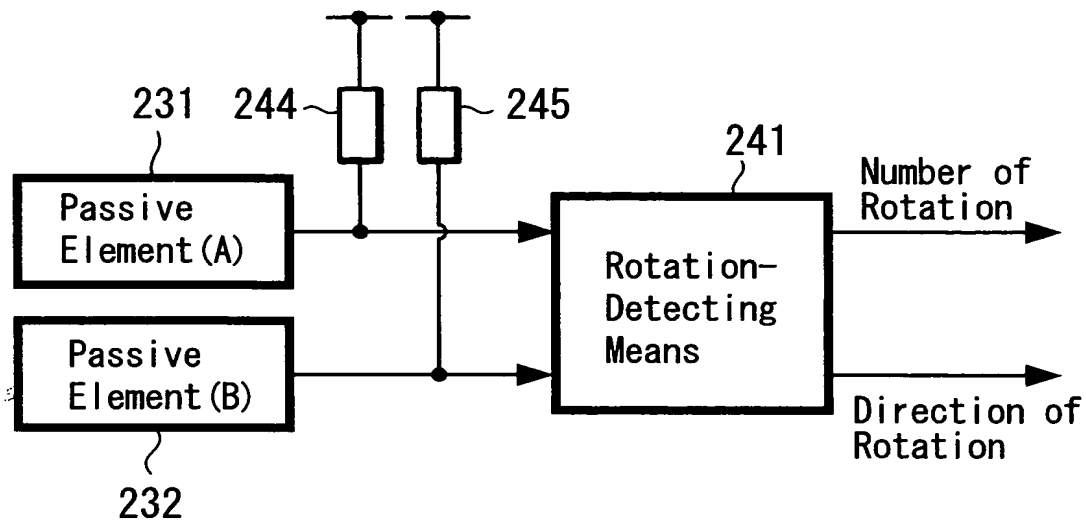 231
244
245
241
Passive
Element(A)
Number of
Rotation
Rotation-
Detecting
Means
Passive
Element(B)
Direction of
Rotation
232